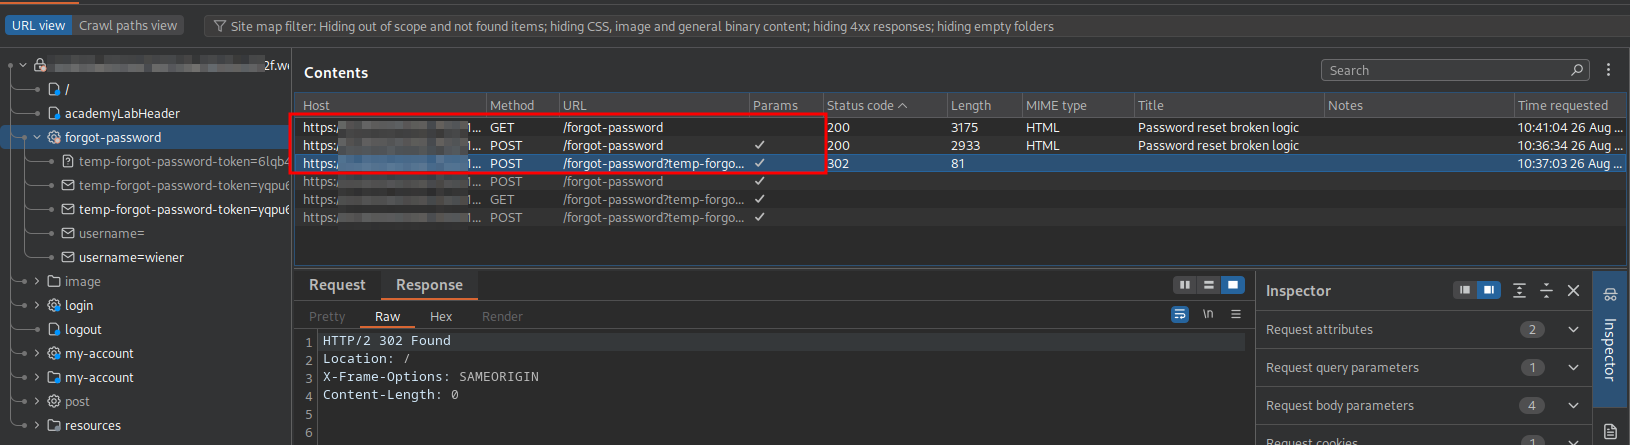 URL view Crawl paths view Site map filter: Hiding out of scope and not found items; hiding CSS, image and general binary content; hiding 4xx responses; hiding empty folders
2f.we
/
academyLabHeader
forgot-password
temp-forgot-password-token=6lqb4
temp-forgot-password-token=yqpu6
temp-forgot-password-token=yqpu6
username=
username=wiener
image
login
logout
my-account
my-account
post
resources
Contents
Search
Host Method URL Params Status code Length MIME type Title Notes Time requested
https:/ 1... GET /forgot-password 200 3175 HTML Password reset broken logic 10:41:04 26 Aug ...
https:/ 1... POST /forgot-password ✓ 200 2933 HTML Password reset broken logic 10:36:34 26 Aug ...
https:/ 1... POST /forgot-password?temp-forgo... ✓ 302 81 10:37:03 26 Aug ...
https:/ 1... POST /forgot-password ✓
https:/ 1... GET /forgot-password?temp-forgo... ✓
https:/ 1... POST /forgot-password?temp-forgo... ✓
Request Response
Pretty Raw Hex Render \n
1 HTTP/2 302 Found
2 Location: /
3 X-Frame-Options: SAMEORIGIN
4 Content-Length: 0
5
6
Inspector
Request attributes 2
Request query parameters 1
Request body parameters 4
Request cookies 1
Inspector